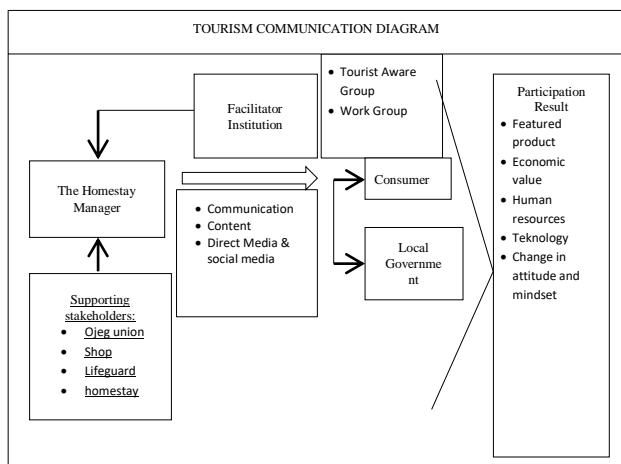 TOURISM COMMUNICATION DIAGRAM
Facilitator
Institution
• Tourist Aware
Group
• Work Group
The Homestay
Manager
• Communication
• Content
• Direct Media &
social media
Consumer
Local
Governme
nt
Supporting
stakeholders:
• Ojeg union
• Shop
• Lifeguard
• homestay
Participation
Result
• Featured
product
• Economic
value
• Human
resources
• Teknology
• Change in
attitude and
mindset